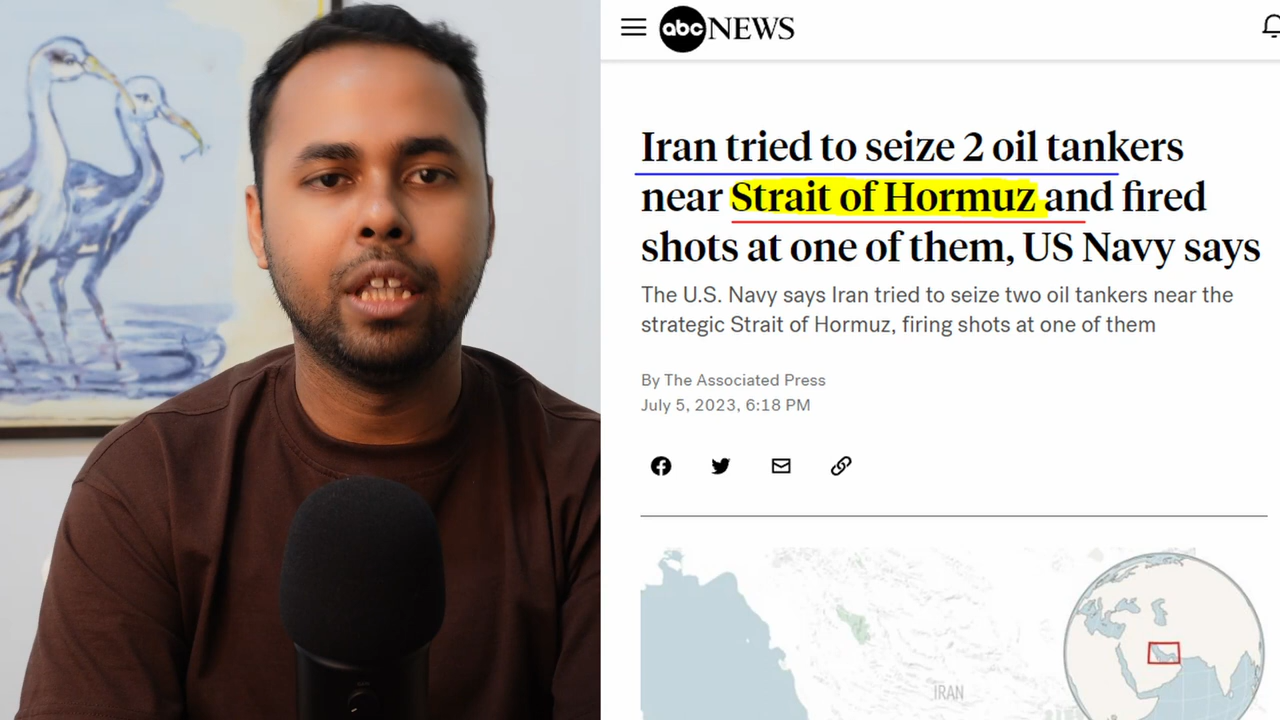 abc NEWS
Iran tried to seize 2 oil tankers
near Strait of Hormuz and fired
shots at one of them, US Navy says
The U.S. Navy says Iran tried to seize two oil tankers near the
strategic Strait of Hormuz, firing shots at one of them
By The Associated Press
July 5, 2023, 6:18 PM
IRAN